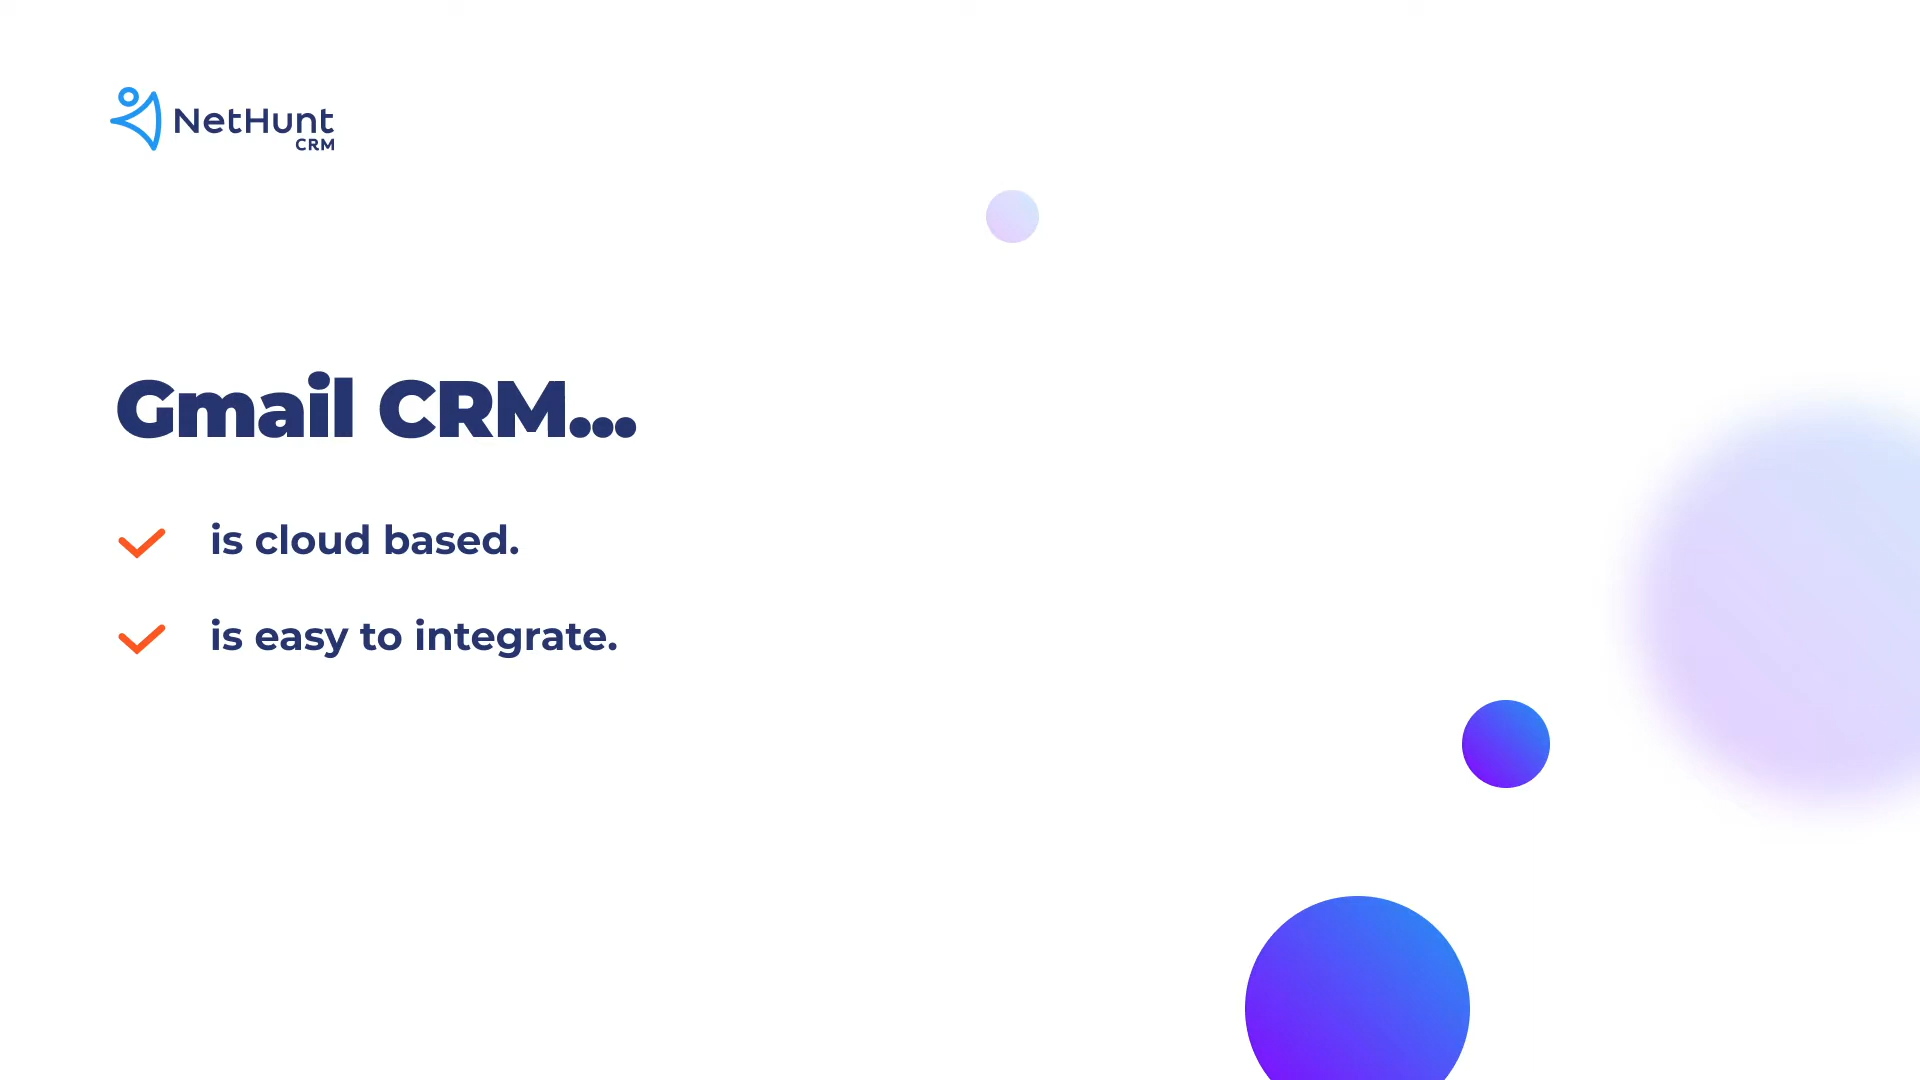 NetHunt
CRM
Gmail CRM...
is cloud based.
is easy to integrate.